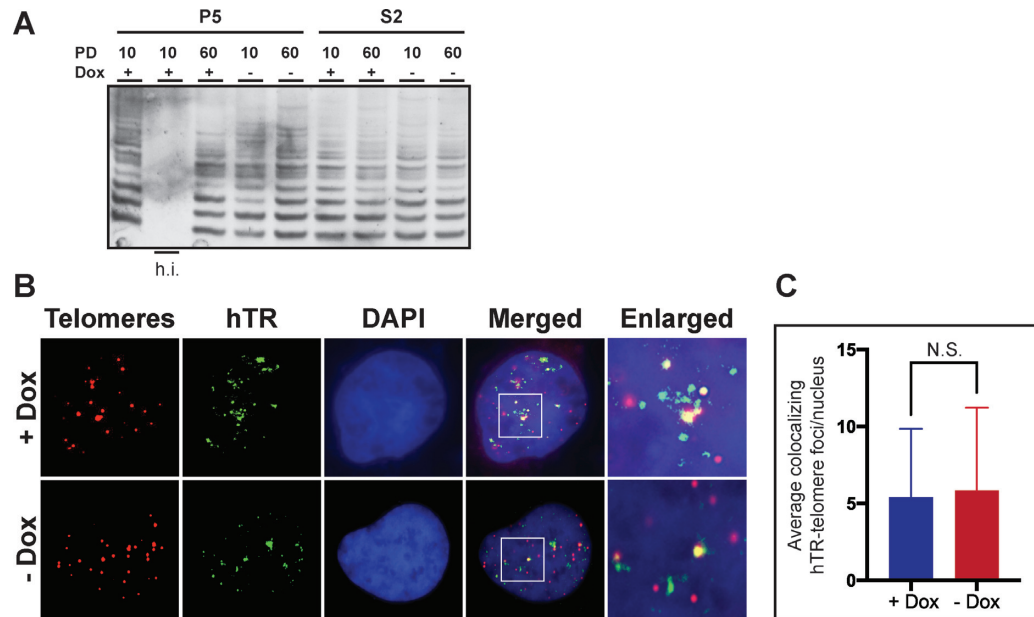 A
P5 S2
PD 10 10 60 10 60 10 60 10 60
Dox + + + - - + + - -
h.i.
B
Telomeres hTR DAPI Merged Enlarged
+ Dox
- Dox
C
N.S.
15
10
5
0
Average colocalizing
hTR-telomere foci/nucleus
+ Dox - Dox